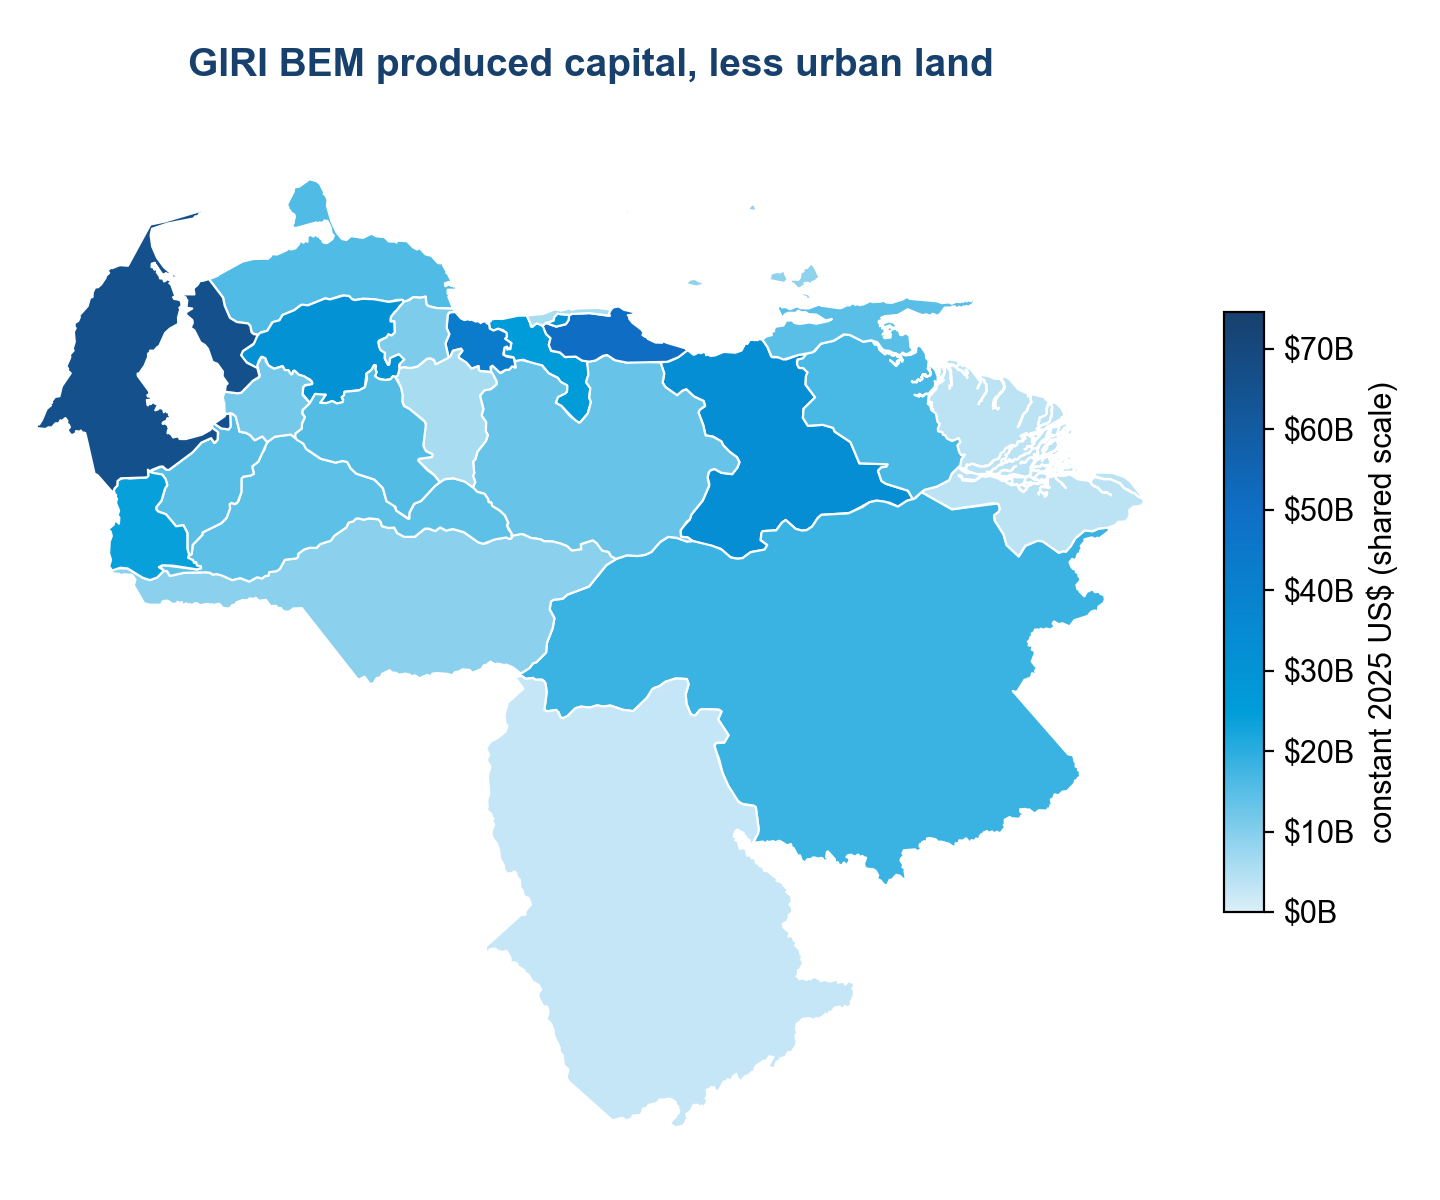 GIRI BEM produced capital, less urban land
$70B
$60B
$50B
$40B
$30B
$20B
$10B
$0B
constant 2025 US$ (shared scale)